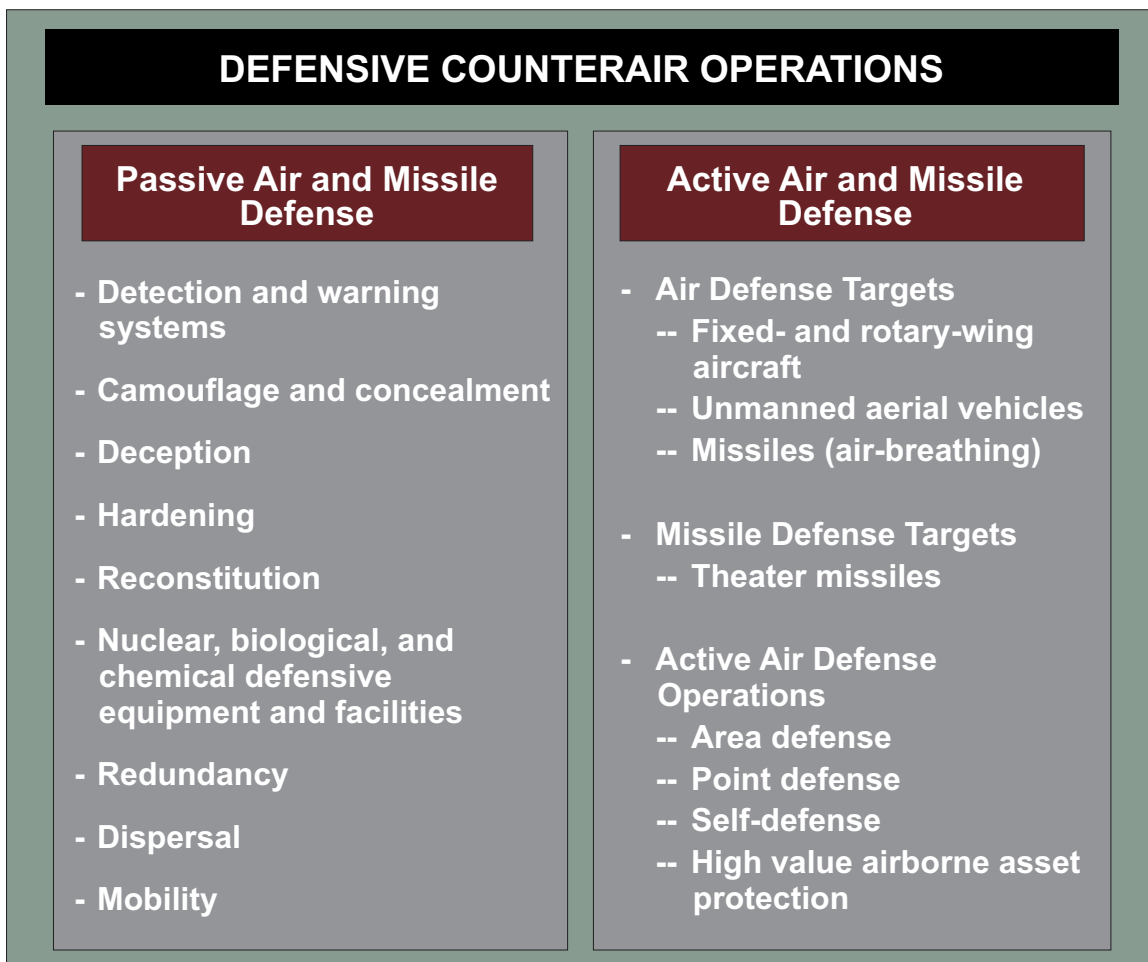 DEFENSIVE COUNTERAIR OPERATIONS
Passive Air and Missile
Defense
- Detection and warning
systems
- Camouflage and concealment
- Deception
- Hardening
- Reconstitution
- Nuclear, biological, and
chemical defensive
equipment and facilities
- Redundancy
- Dispersal
- Mobility
Active Air and Missile
Defense
- Air Defense Targets
-- Fixed- and rotary-wing
aircraft
-- Unmanned aerial vehicles
-- Missiles (air-breathing)
- Missile Defense Targets
-- Theater missiles
- Active Air Defense
Operations
-- Area defense
-- Point defense
-- Self-defense
-- High value airborne asset
protection